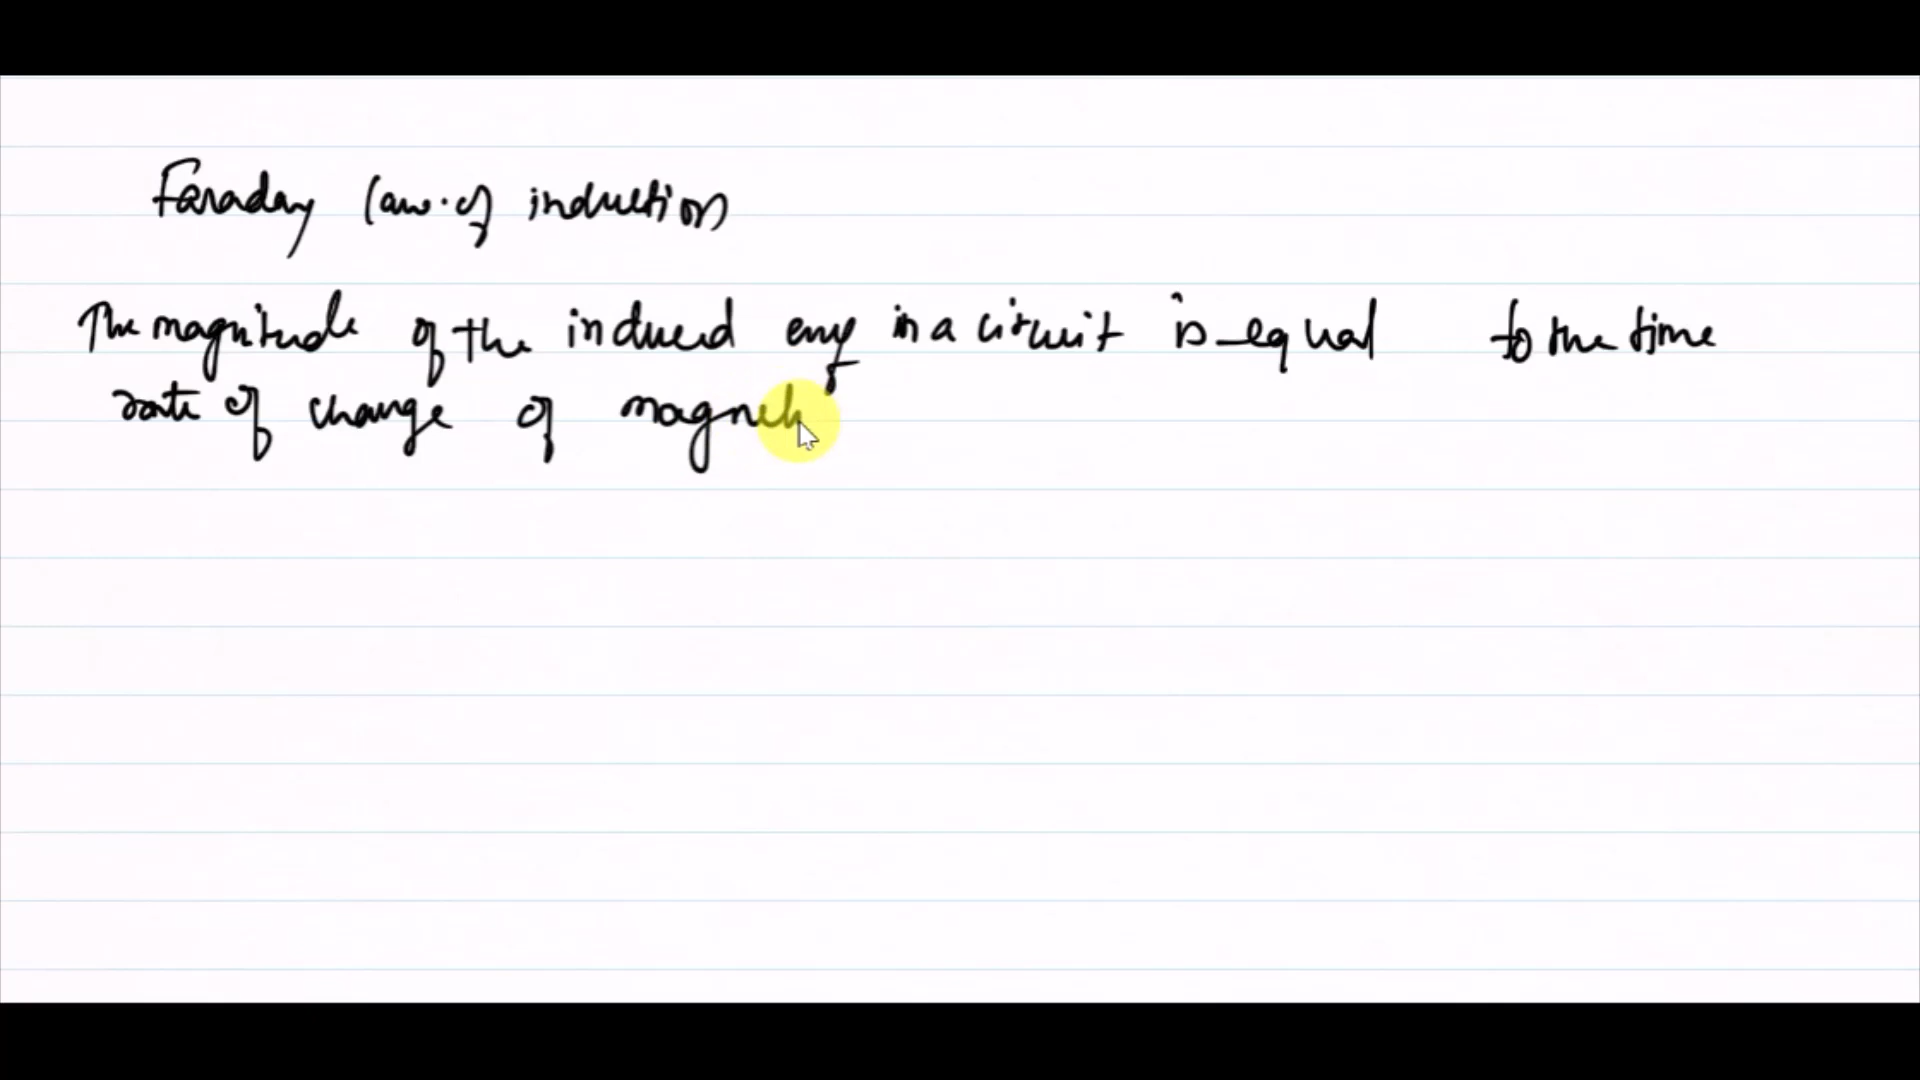 Faraday law of induction
The magnitude of the induced emf in a circuit is equal to the time
rate of change of magneti